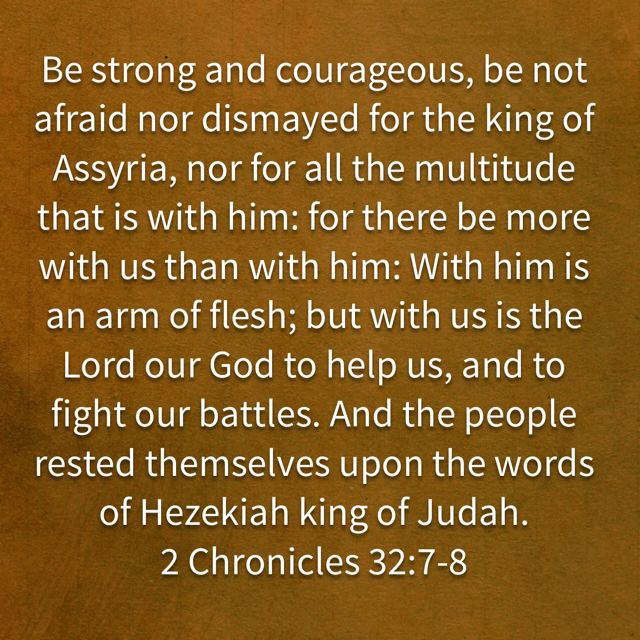 Be strong and courageous, be not
afraid nor dismayed for the king of
Assyria, nor for all the multitude
that is with him: for there be more
with us than with him: With him is
an arm of flesh; but with us is the
Lord our God to help us, and to
fight our battles. And the people
rested themselves upon the words
of Hezekiah king of Judah.
2 Chronicles 32:7-8